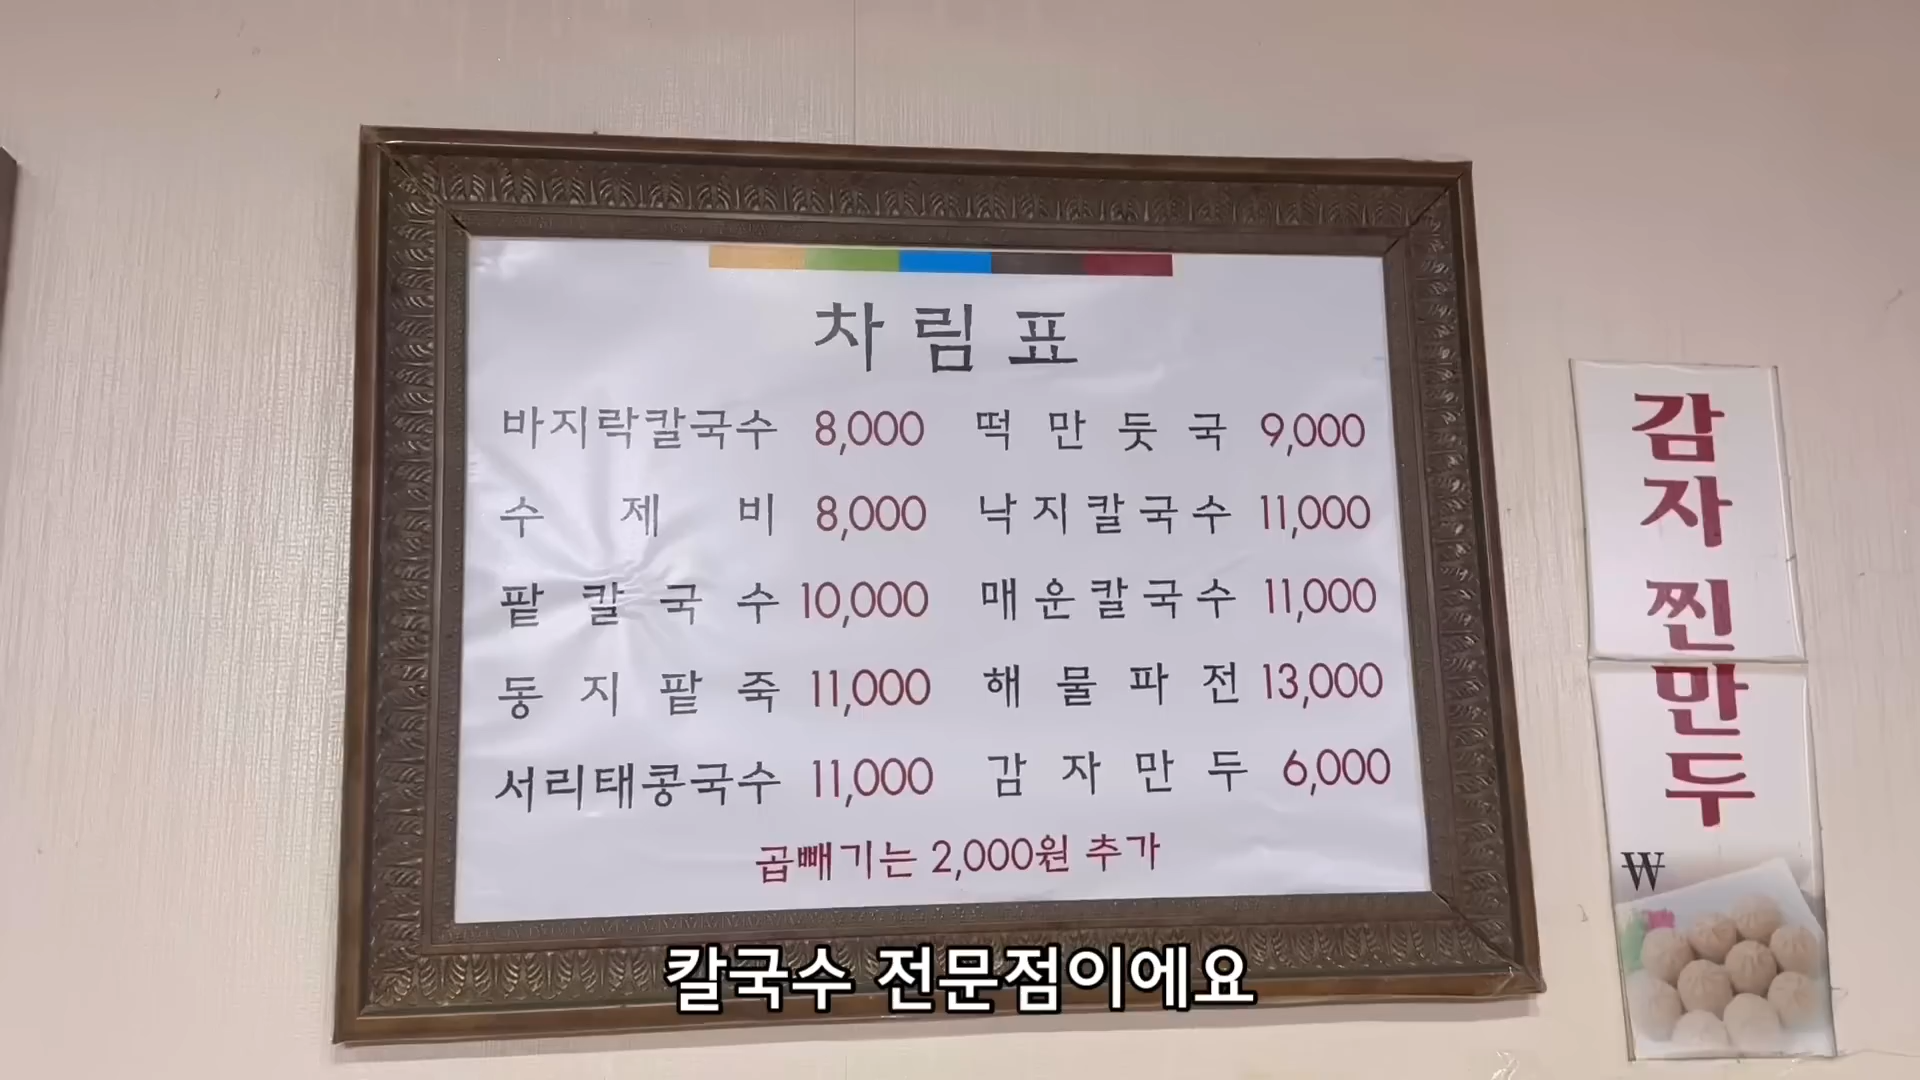 차림표
바지락칼국수 8,000 떡만둣국 9,000
수제비 8,000 낙지칼국수 11,000
팥칼국수 10,000 매운칼국수 11,000
동지팥죽 11,000 해물파전 13,000
서리태콩국수 11,000 감자만두 6,000
곱빼기는 2,000원 추가
감자 찐만두
₩
칼국수 전문점이에요